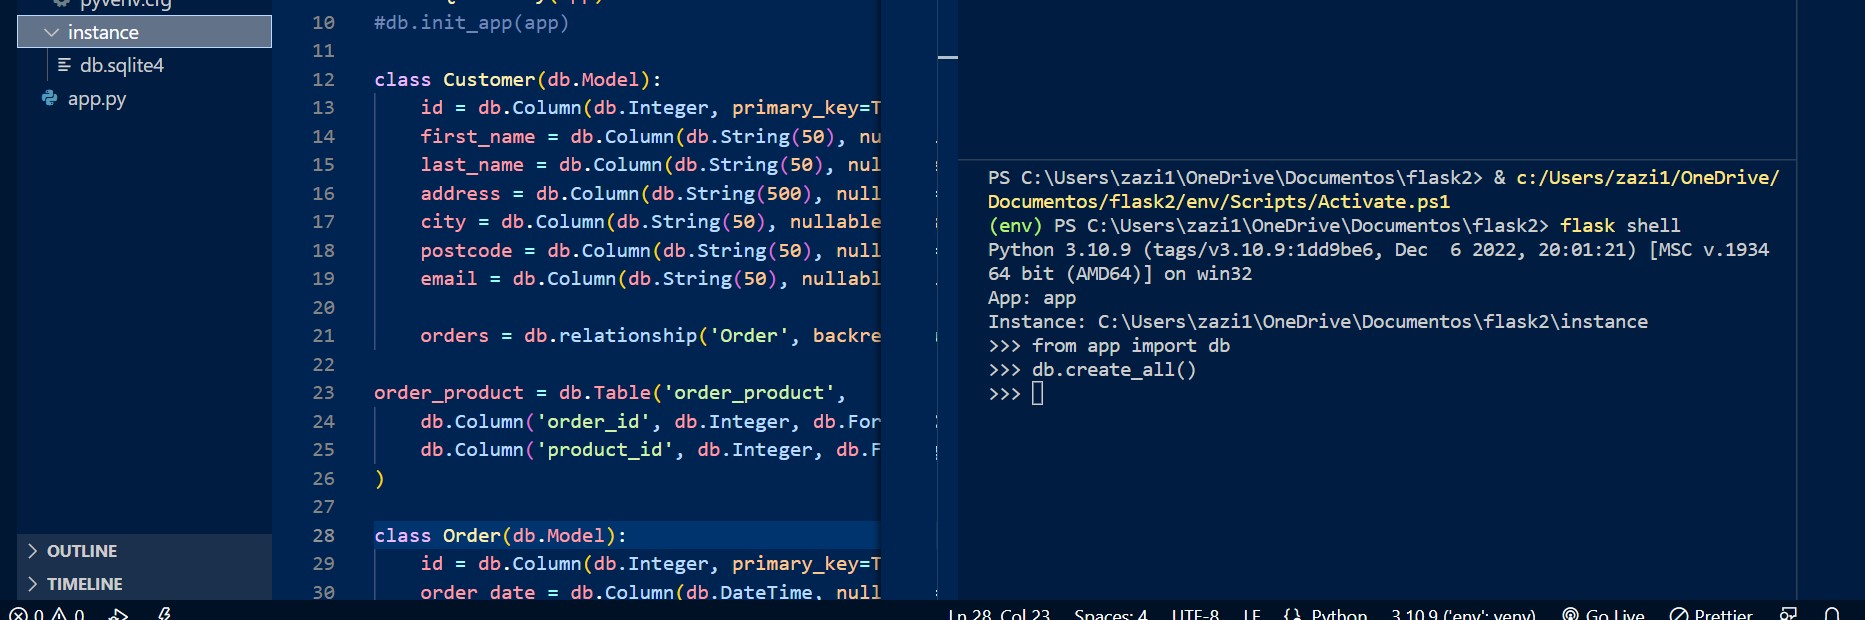 pyvenv.cfg
instance
db.sqlite4
app.py
OUTLINE
TIMELINE
10 #db.init_app(app)
11
12 class Customer(db.Model):
13 id = db.Column(db.Integer, primary_key=T
14 first_name = db.Column(db.String(50), nu
15 last_name = db.Column(db.String(50), nul
16 address = db.Column(db.String(500), null
17 city = db.Column(db.String(50), nullable
18 postcode = db.Column(db.String(50), null
19 email = db.Column(db.String(50), nullabl
20
21 orders = db.relationship('Order', backre
22
23 order_product = db.Table('order_product',
24 db.Column('order_id', db.Integer, db.For
25 db.Column('product_id', db.Integer, db.F
26 )
27
28 class Order(db.Model):
29 id = db.Column(db.Integer, primary_key=T
30 order_date = db.Column(db.DateTime, null
PS C:\Users\zazi1\OneDrive\Documentos\flask2> & c:/Users/zazi1/OneDrive/
Documentos/flask2/env/Scripts/Activate.ps1
(env) PS C:\Users\zazi1\OneDrive\Documentos\flask2> flask shell
Python 3.10.9 (tags/v3.10.9:1dd9be6, Dec  6 2022, 20:01:21) [MSC v.1934
64 bit (AMD64)] on win32
App: app
Instance: C:\Users\zazi1\OneDrive\Documentos\flask2\instance
>>> from app import db
>>> db.create_all()
>>>
0 0 Ln 28, Col 23 Spaces: 4 UTF-8 LF {} Python 3.10.9 ('env': venv) Go Live Prettier